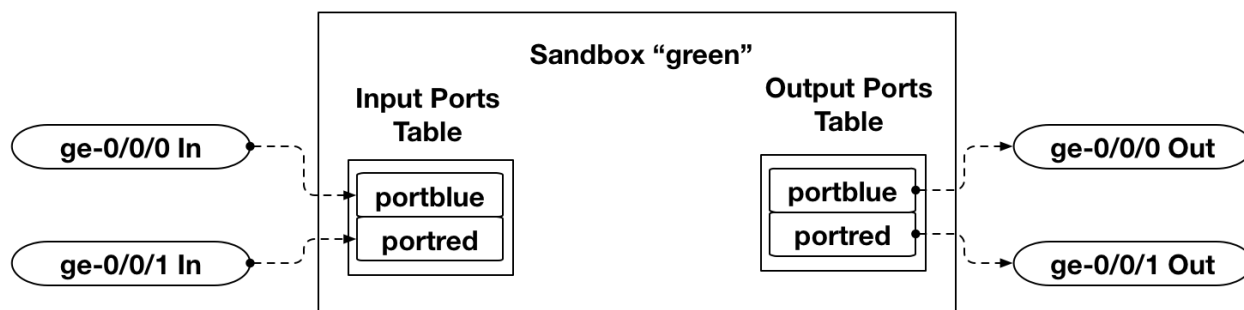 Sandbox “green”
Input Ports
Table
Output Ports
Table
ge-0/0/0 In
ge-0/0/1 In
portblue
portred
portblue
portred
ge-0/0/0 Out
ge-0/0/1 Out